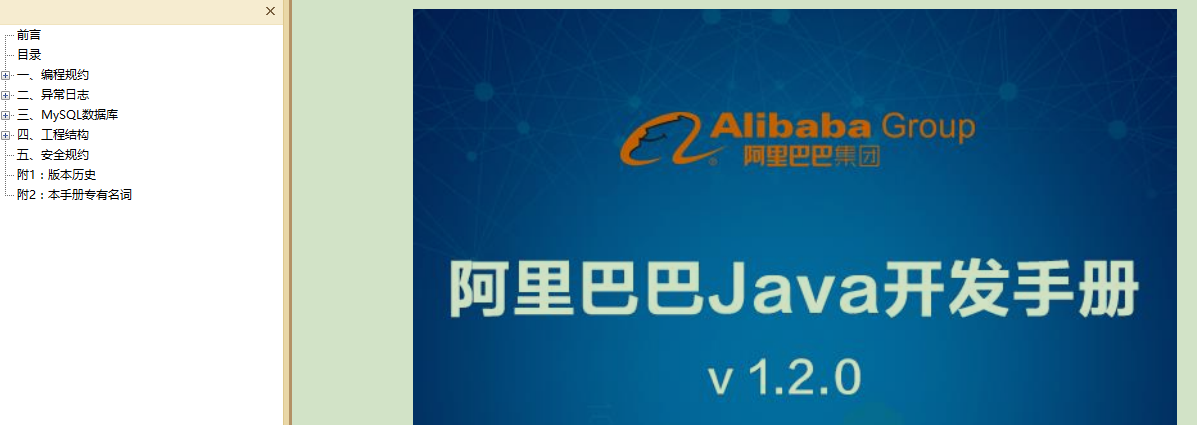 前言
目录
一、编程规约
二、异常日志
三、MySQL数据库
四、工程结构
五、安全规约
附1：版本历史
附2：本手册专有名词
Alibaba Group
阿里巴巴集团
阿里巴巴Java开发手册
v 1.2.0